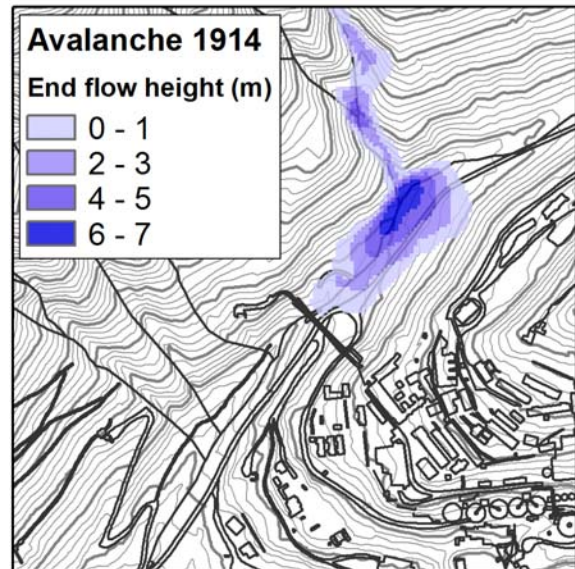 Avalanche 1914
End flow height (m)
0 - 1
2 - 3
4 - 5
6 - 7